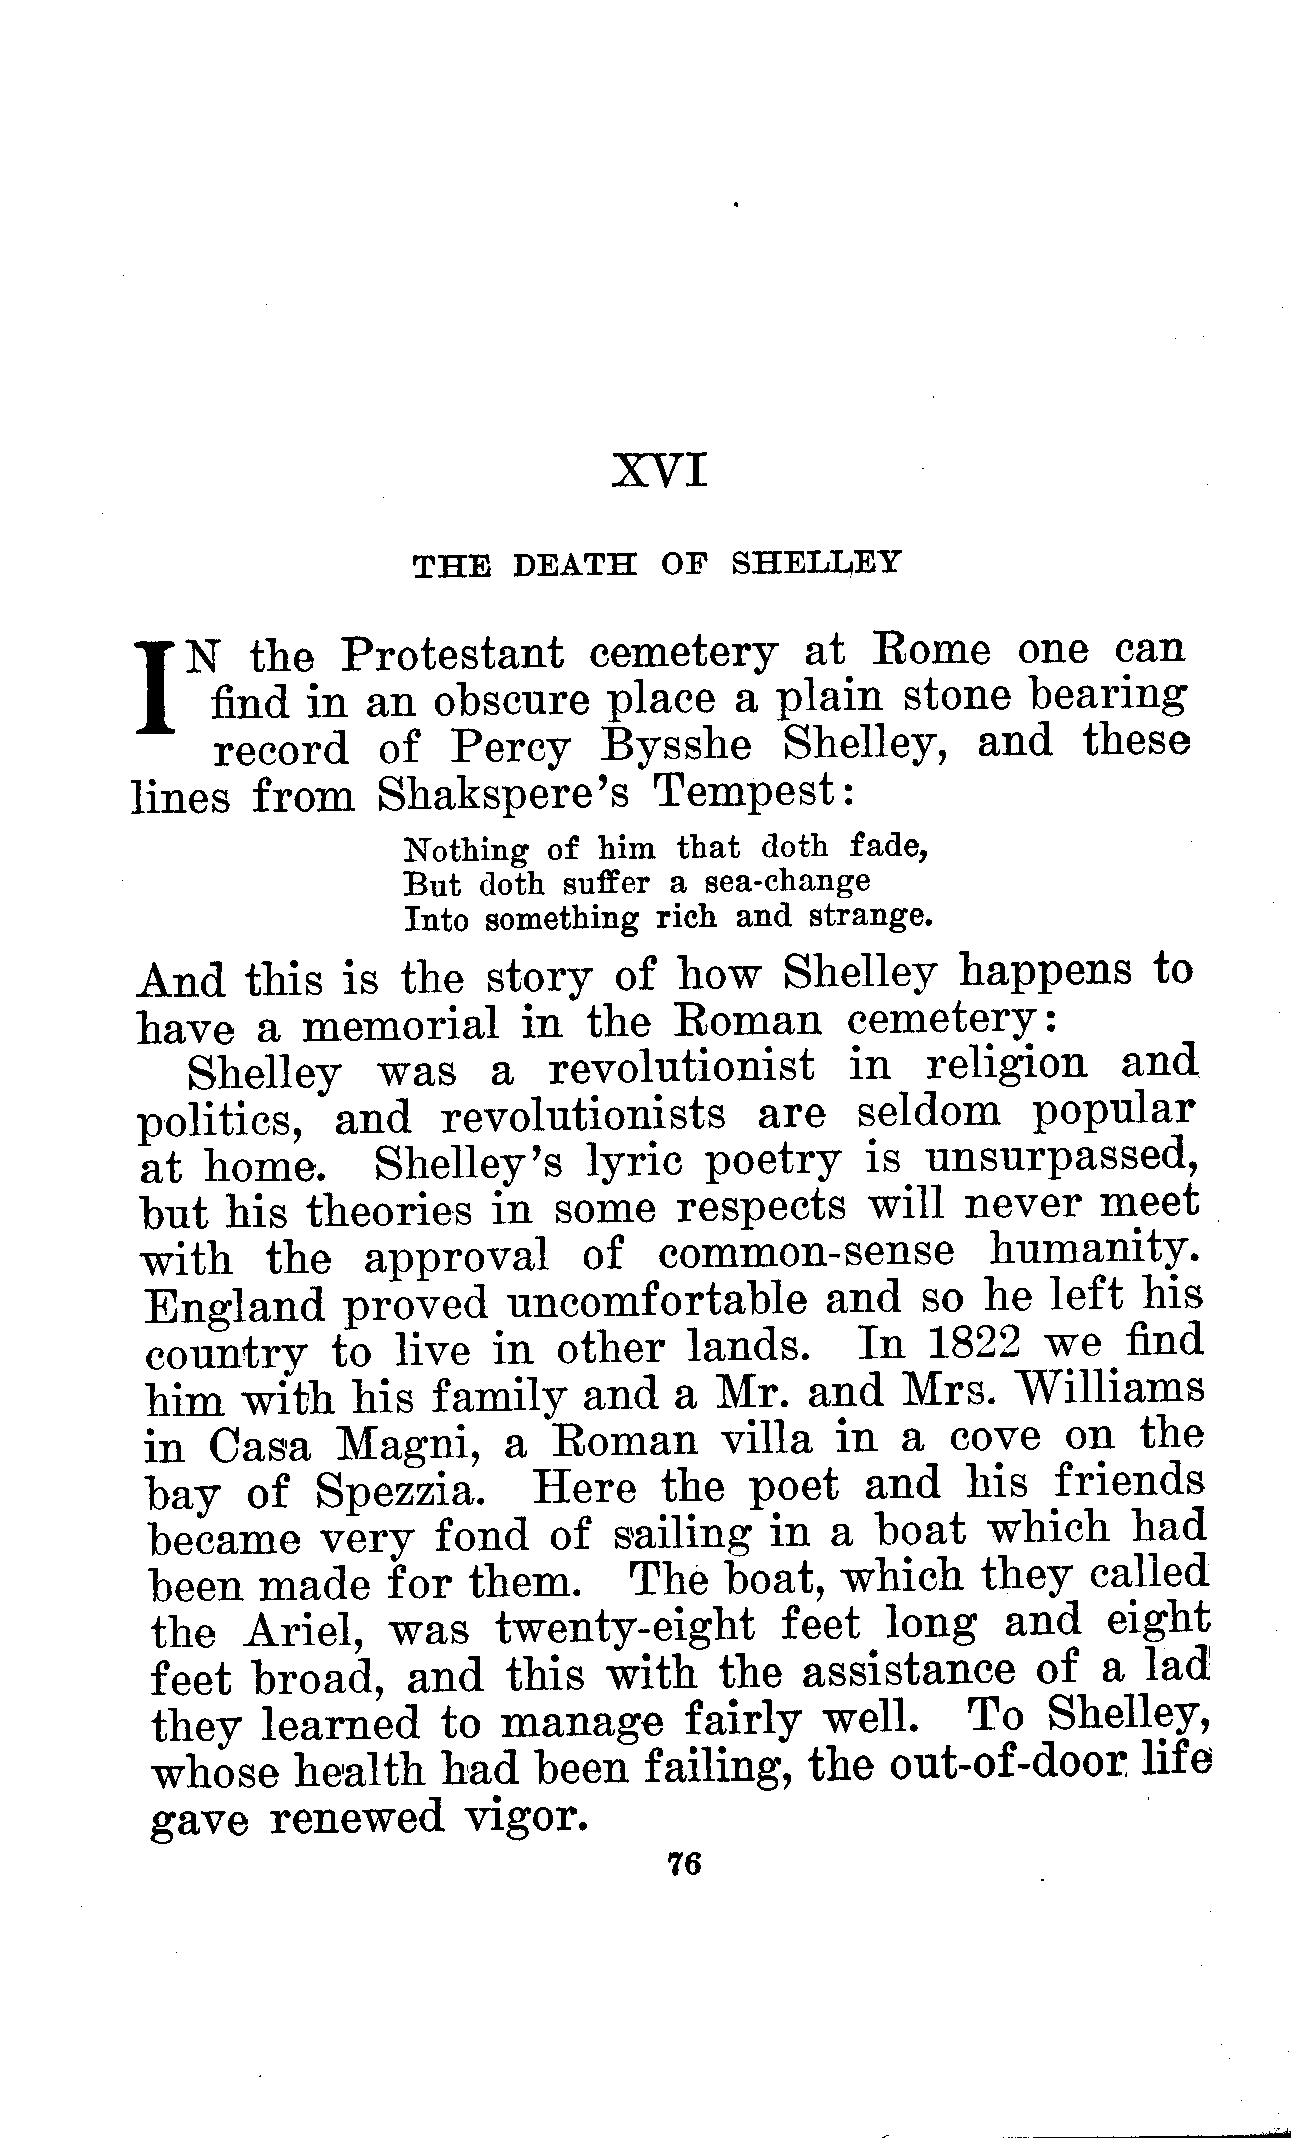 XVI
THE DEATH OF SHELLEY
IN the Protestant cemetery at Rome one can
find in an obscure place a plain stone bearing
record of Percy Bysshe Shelley, and these
lines from Shakspere's Tempest:
Nothing of him that doth fade,
But doth suffer a sea-change
Into something rich and strange.
And this is the story of how Shelley happens to
have a memorial in the Roman cemetery:
Shelley was a revolutionist in religion and
politics, and revolutionists are seldom popular
at home. Shelley's lyric poetry is unsurpassed,
but his theories in some respects will never meet
with the approval of common-sense humanity.
England proved uncomfortable and so he left his
country to live in other lands. In 1822 we find
him with his family and a Mr. and Mrs. Williams
in Casa Magni, a Roman villa in a cove on the
bay of Spezzia. Here the poet and his friends
became very fond of sailing in a boat which had
been made for them. The boat, which they called
the Ariel, was twenty-eight feet long and eight
feet broad, and this with the assistance of a lad
they learned to manage fairly well. To Shelley,
whose health had been failing, the out-of-door life
gave renewed vigor.
76